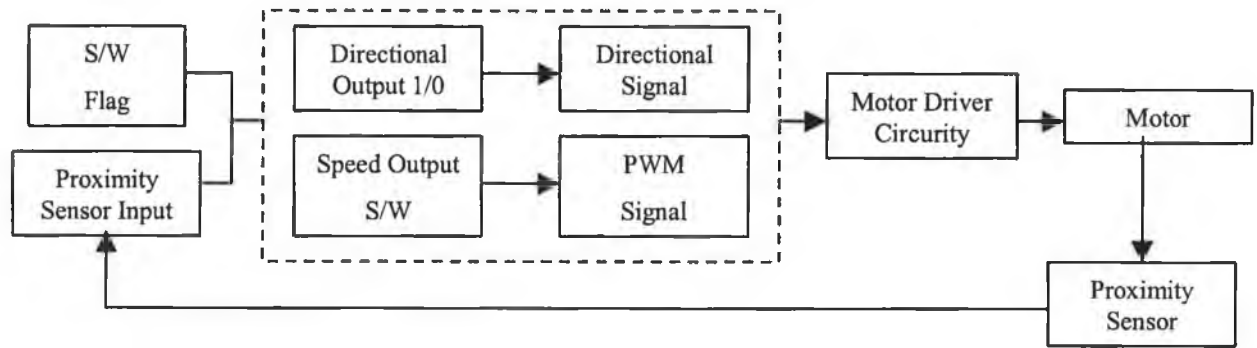 S/W
Flag
Proximity
Sensor Input
Directional
Output 1/0
Directional
Signal
Speed Output
S/W
PWM
Signal
Motor Driver
Circurity
Motor
Proximity
Sensor